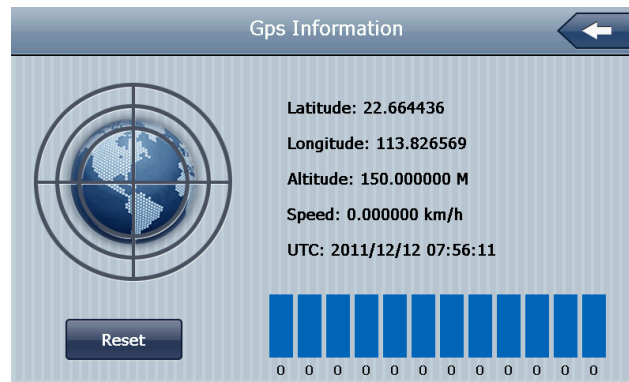 Gps Information
Latitude: 22.664436
Longitude: 113.826569
Altitude: 150.000000 M
Speed: 0.000000 km/h
UTC: 2011/12/12 07:56:11
Reset
0 0 0 0 0 0 0 0 0 0 0 0